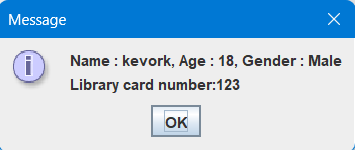 Message
Name : kevork, Age : 18, Gender : Male
Library card number:123
OK